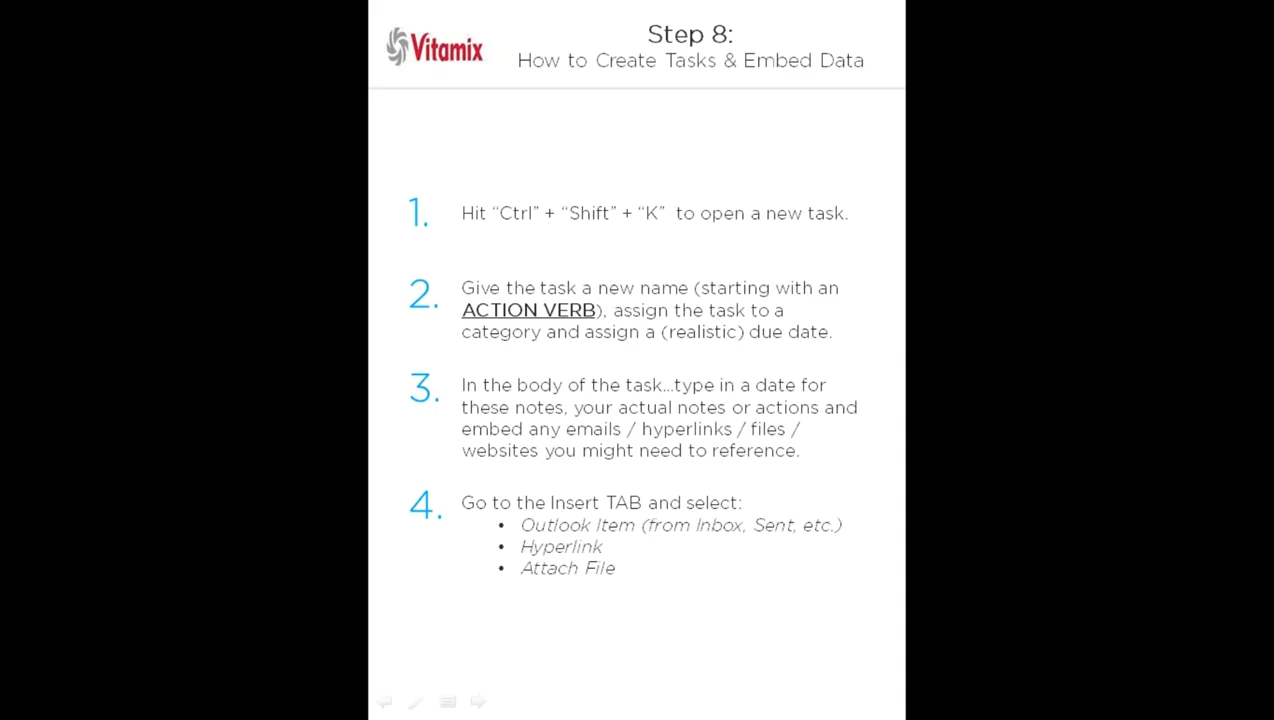 Vitamix
Step 8:
How to Create Tasks & Embed Data
1. Hit “Ctrl” + “Shift” + “K”  to open a new task.
2. Give the task a new name (starting with an
ACTION VERB), assign the task to a
category and assign a (realistic) due date.
3. In the body of the task...type in a date for
these notes, your actual notes or actions and
embed any emails / hyperlinks / files /
websites you might need to reference.
4. Go to the Insert TAB and select:
• Outlook Item (from Inbox, Sent, etc.)
• Hyperlink
• Attach File